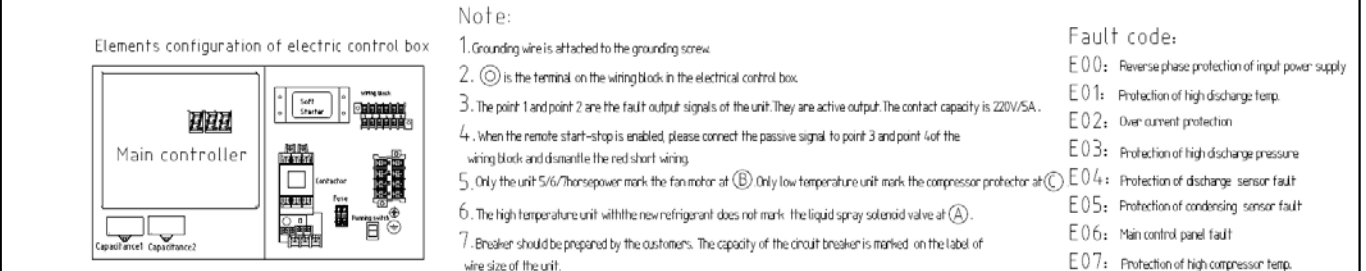 Elements configuration of electric control box
Soft
Starter
Wiring block
Main controller
Contactor
Fuse
Running switch
Capacitance1 Capacitance2
Note:
1.Grounding wire is attached to the grounding screw.
2. ◎ is the terminal on the wiring block in the electrical control box.
3. The point 1 and point 2 are the fault output signals of the unit. They are active output. The contact capacity is 220V/5A.
4. When the remote start-stop is enabled, please connect the passive signal to point 3 and point 4of the
wiring block and dismantle the red short wiring.
5. Only the unit 5/6/7horsepower mark the fan motor at Ⓑ. Only low temperature unit mark the compressor protector at Ⓒ
6. The high temperature unit withthe new refrigerant does not mark the liquid spray solenoid valve at Ⓐ.
7. Breaker should be prepared by the customers. The capacity of the circuit breaker is marked on the label of
wire size of the unit.
Fault code:
E00: Reverse phase protection of input power supply
E01: Protection of high discharge temp.
E02: Over current protection
E03: Protection of high discharge pressure
E04: Protection of discharge sensor fault
E05: Protection of condensing sensor fault
E06: Main control panel fault
E07: Protection of high compressor temp.